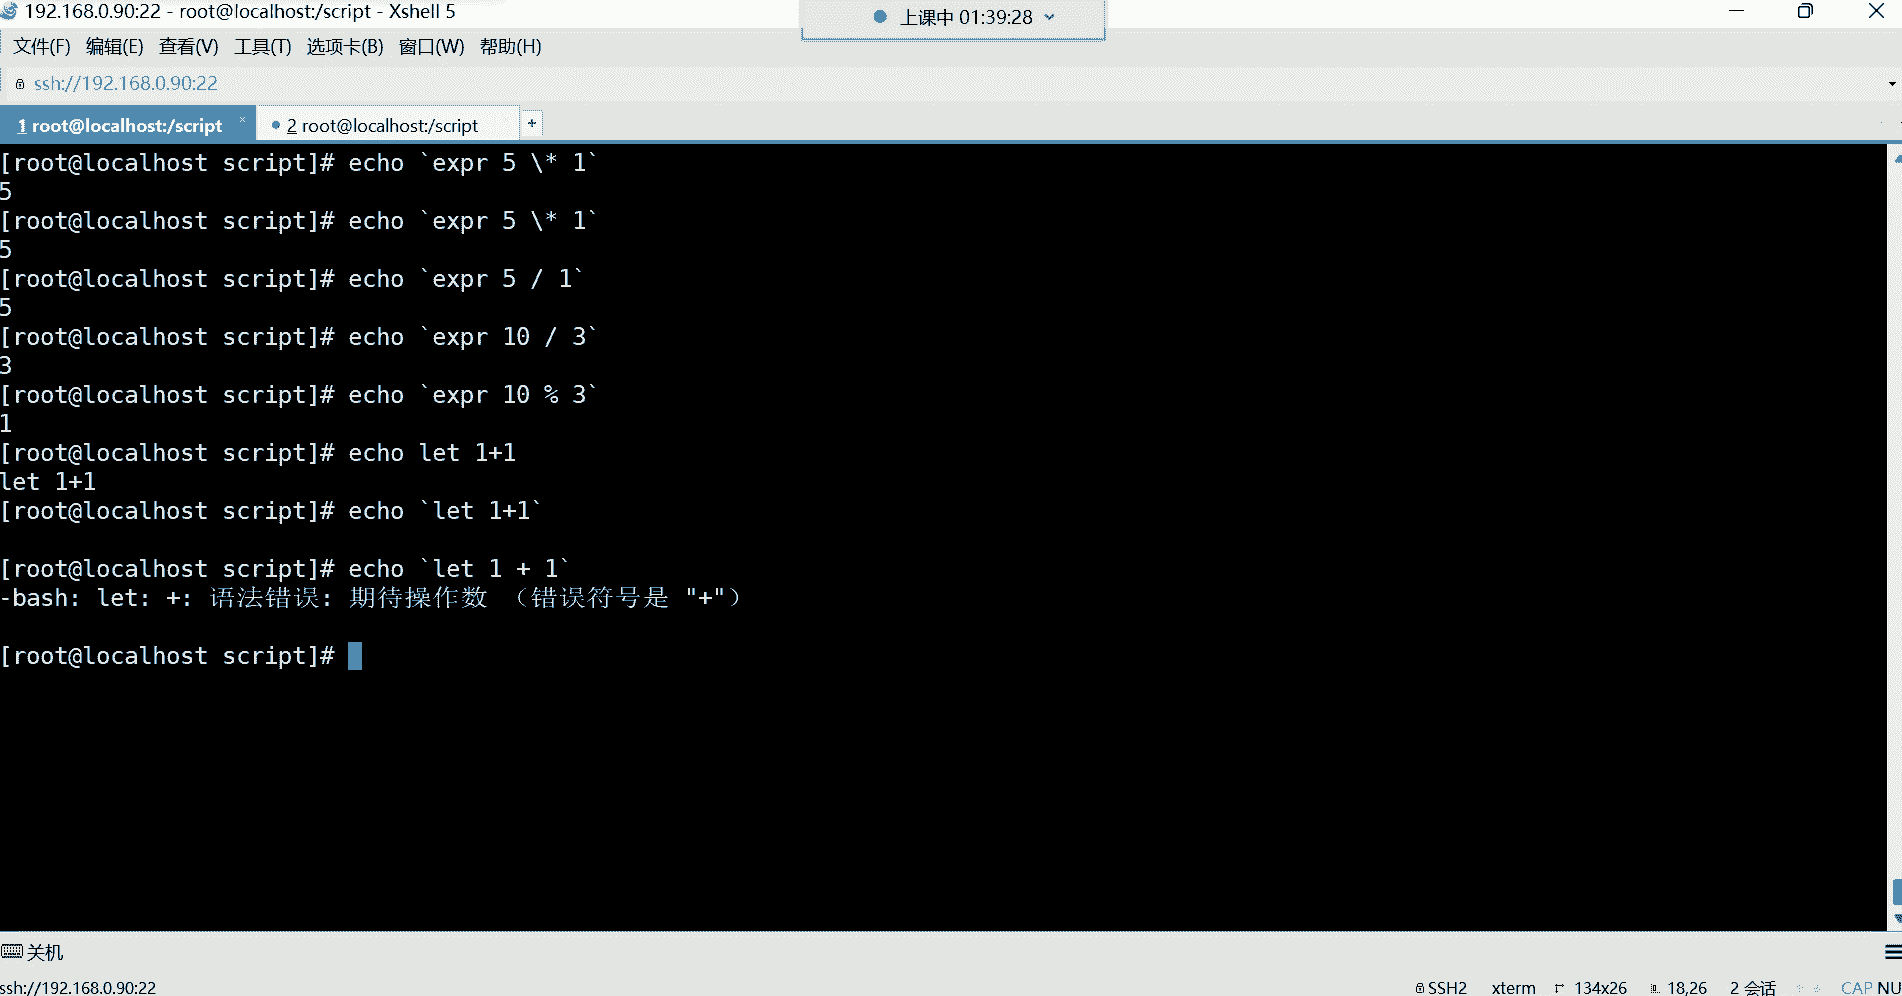 192.168.0.90:22 - root@localhost:/script - Xshell 5
上课中 01:39:28
文件(F) 编辑(E) 查看(V) 工具(T) 选项卡(B) 窗口(W) 帮助(H)
ssh://192.168.0.90:22
1 root@localhost:/script × 2 root@localhost:/script +
[root@localhost script]# echo `expr 5 \* 1`
5
[root@localhost script]# echo `expr 5 \* 1`
5
[root@localhost script]# echo `expr 5 / 1`
5
[root@localhost script]# echo `expr 10 / 3`
3
[root@localhost script]# echo `expr 10 % 3`
1
[root@localhost script]# echo let 1+1
let 1+1
[root@localhost script]# echo `let 1+1`
[root@localhost script]# echo `let 1 + 1`
-bash: let: +: 语法错误: 期待操作数 （错误符号是 "+"）
[root@localhost script]#
关机
ssh://192.168.0.90:22 SSH2 xterm 134x26 18,26 2 会话 CAP NU